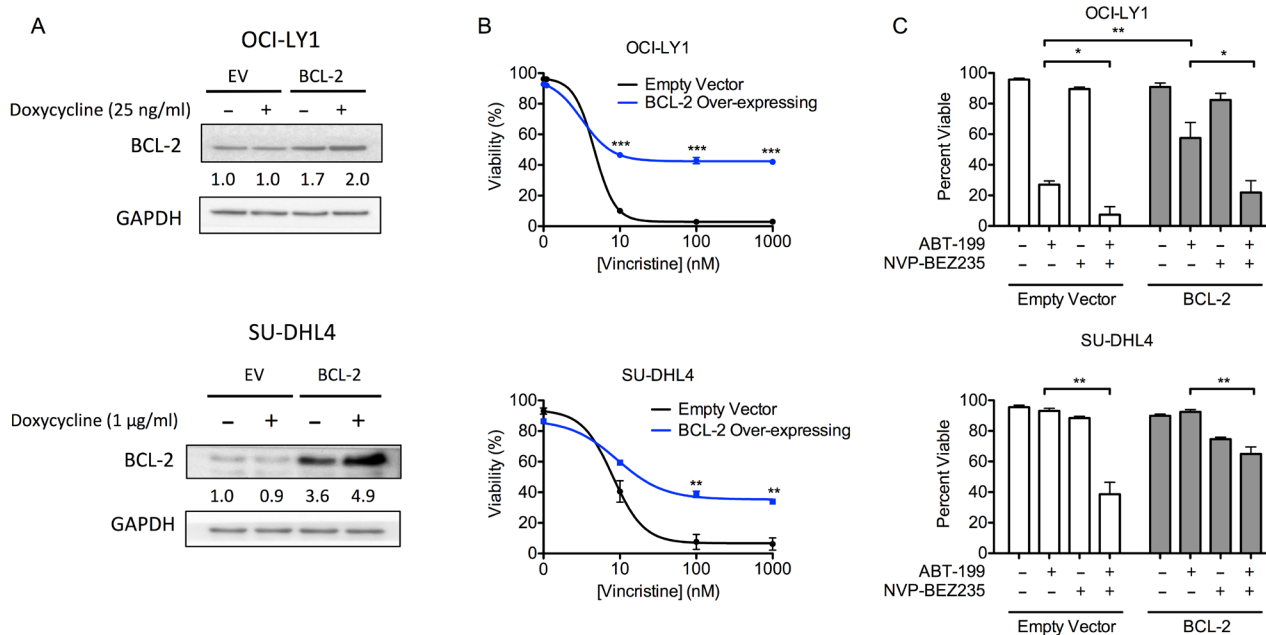 A
OCI-LY1
EV BCL-2
Doxycycline (25 ng/ml) – + – +
BCL-2
1.0 1.0 1.7 2.0
GAPDH
SU-DHL4
EV BCL-2
Doxycycline (1 μg/ml) – + – +
BCL-2
1.0 0.9 3.6 4.9
GAPDH
B
OCI-LY1
Empty Vector
BCL-2 Over-expressing
Viability (%)
100
80
60
40
20
0
*** *** ***
0 10 100 1000
[Vincristine] (nM)
SU-DHL4
Empty Vector
BCL-2 Over-expressing
Viability (%)
100
80
60
40
20
0
** **
0 10 100 1000
[Vincristine] (nM)
C
OCI-LY1
**
* *
Percent Viable
100
80
60
40
20
0
ABT-199 – + – + – + – +
NVP-BEZ235 – – + + – – + +
Empty Vector BCL-2
SU-DHL4
** **
Percent Viable
100
80
60
40
20
0
ABT-199 – + – + – + – +
NVP-BEZ235 – – + + – – + +
Empty Vector BCL-2